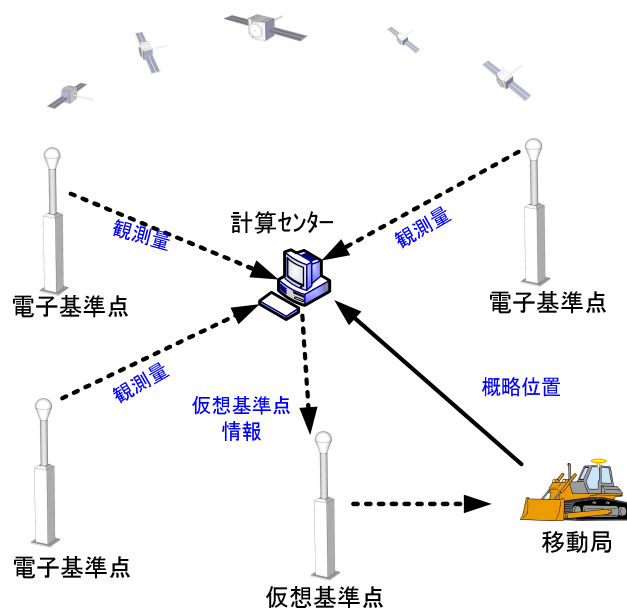 計算センター
観測量
観測量
電子基準点
電子基準点
観測量
仮想基準点
情報
概略位置
電子基準点
移動局
仮想基準点